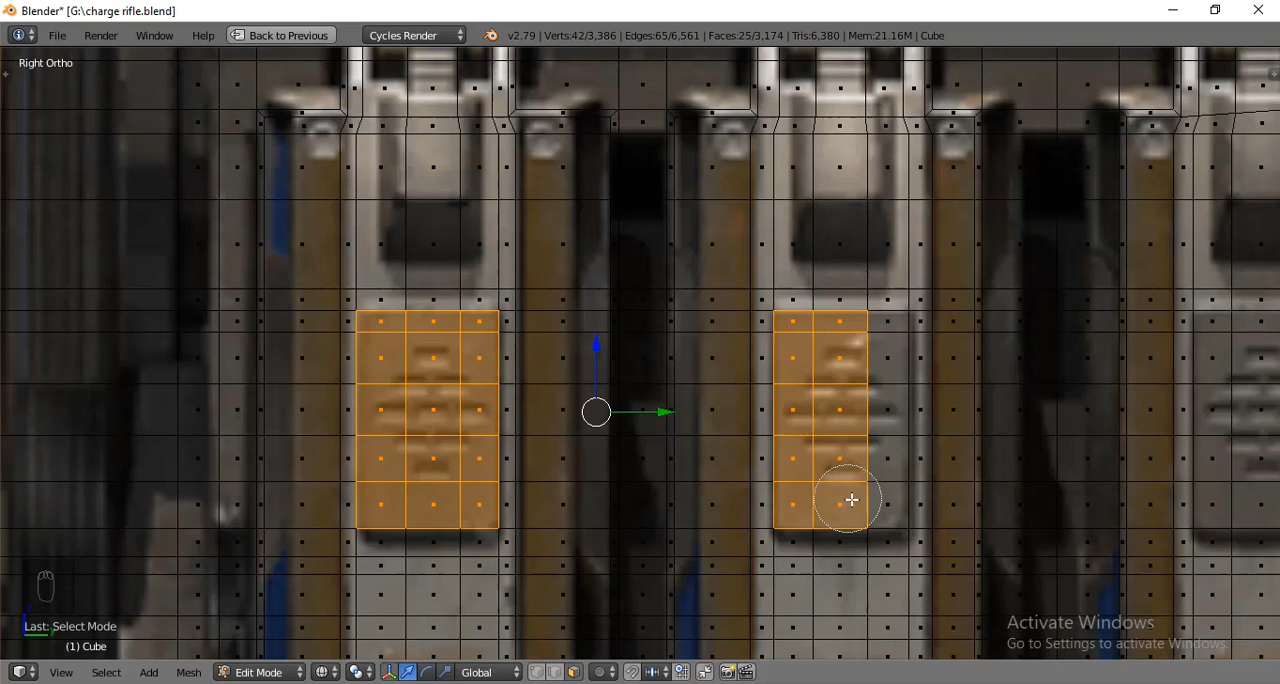 Blender* [G:\charge rifle.blend]
File Render Window Help Back to Previous Cycles Render v2.79 | Verts:42/3,386 | Edges:65/6,561 | Faces:25/3,174 | Tris:6,380 | Mem:21.16M | Cube
Right Ortho
Last: Select Mode
(1) Cube
Activate Windows
Go to Settings to activate Windows.
View Select Add Mesh Edit Mode Global